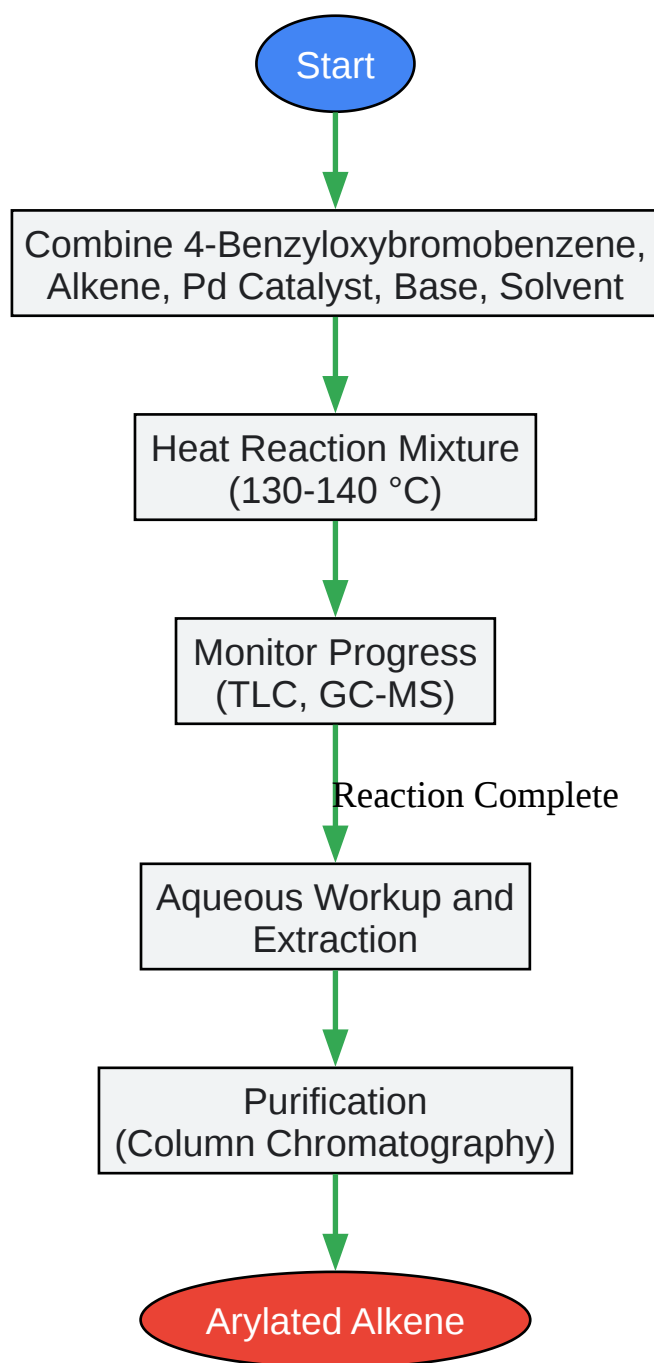 Start
Combine 4-Benzyloxybromobenzene,
Alkene, Pd Catalyst, Base, Solvent
Heat Reaction Mixture
(130-140 °C)
Monitor Progress
(TLC, GC-MS)
Reaction Complete
Aqueous Workup and
Extraction
Purification
(Column Chromatography)
Arylated Alkene